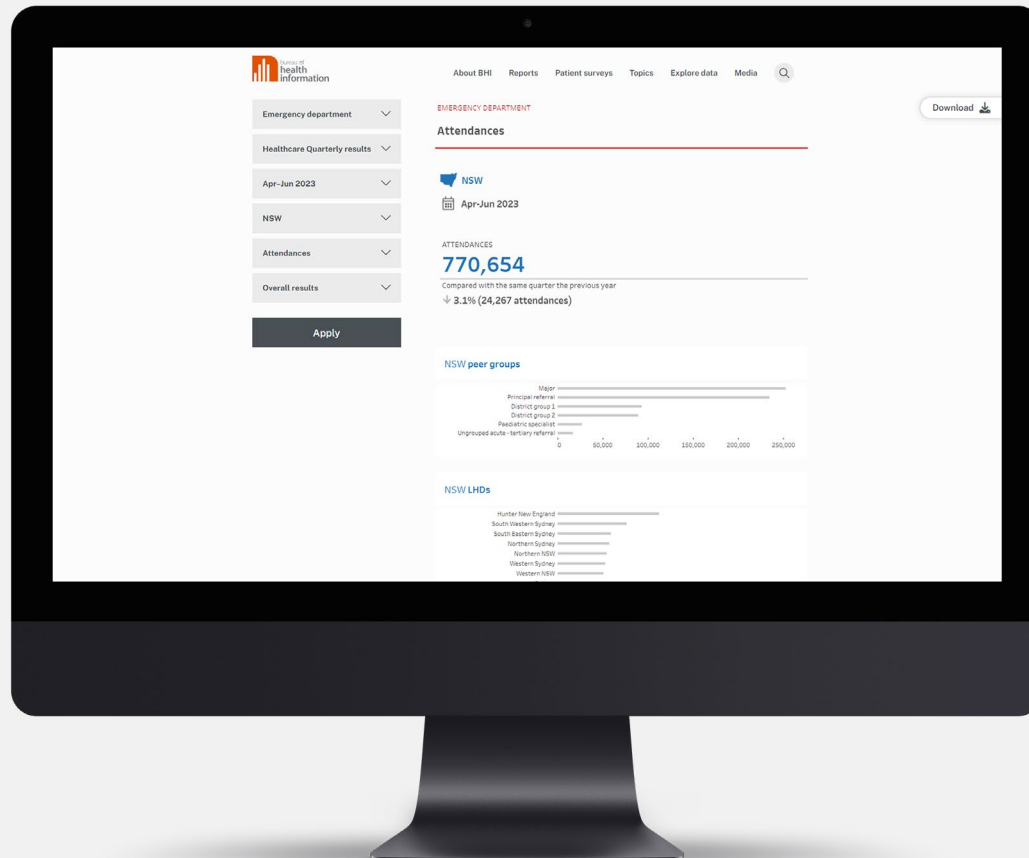 bureau of
health
information
About BHI Reports Patient surveys Topics Explore data Media
Download
Emergency department
Healthcare Quarterly results
Apr–Jun 2023
NSW
Attendances
Overall results
Apply
EMERGENCY DEPARTMENT
Attendances
NSW
Apr-Jun 2023
ATTENDANCES
770,654
Compared with the same quarter the previous year
↓ 3.1% (24,267 attendances)
NSW peer groups
Major
Principal referral
District group 1
District group 2
Paediatric specialist
Ungrouped acute - tertiary referral
0 50,000 100,000 150,000 200,000 250,000
NSW LHDs
Hunter New England
South Western Sydney
South Eastern Sydney
Northern Sydney
Northern NSW
Western Sydney
Western NSW